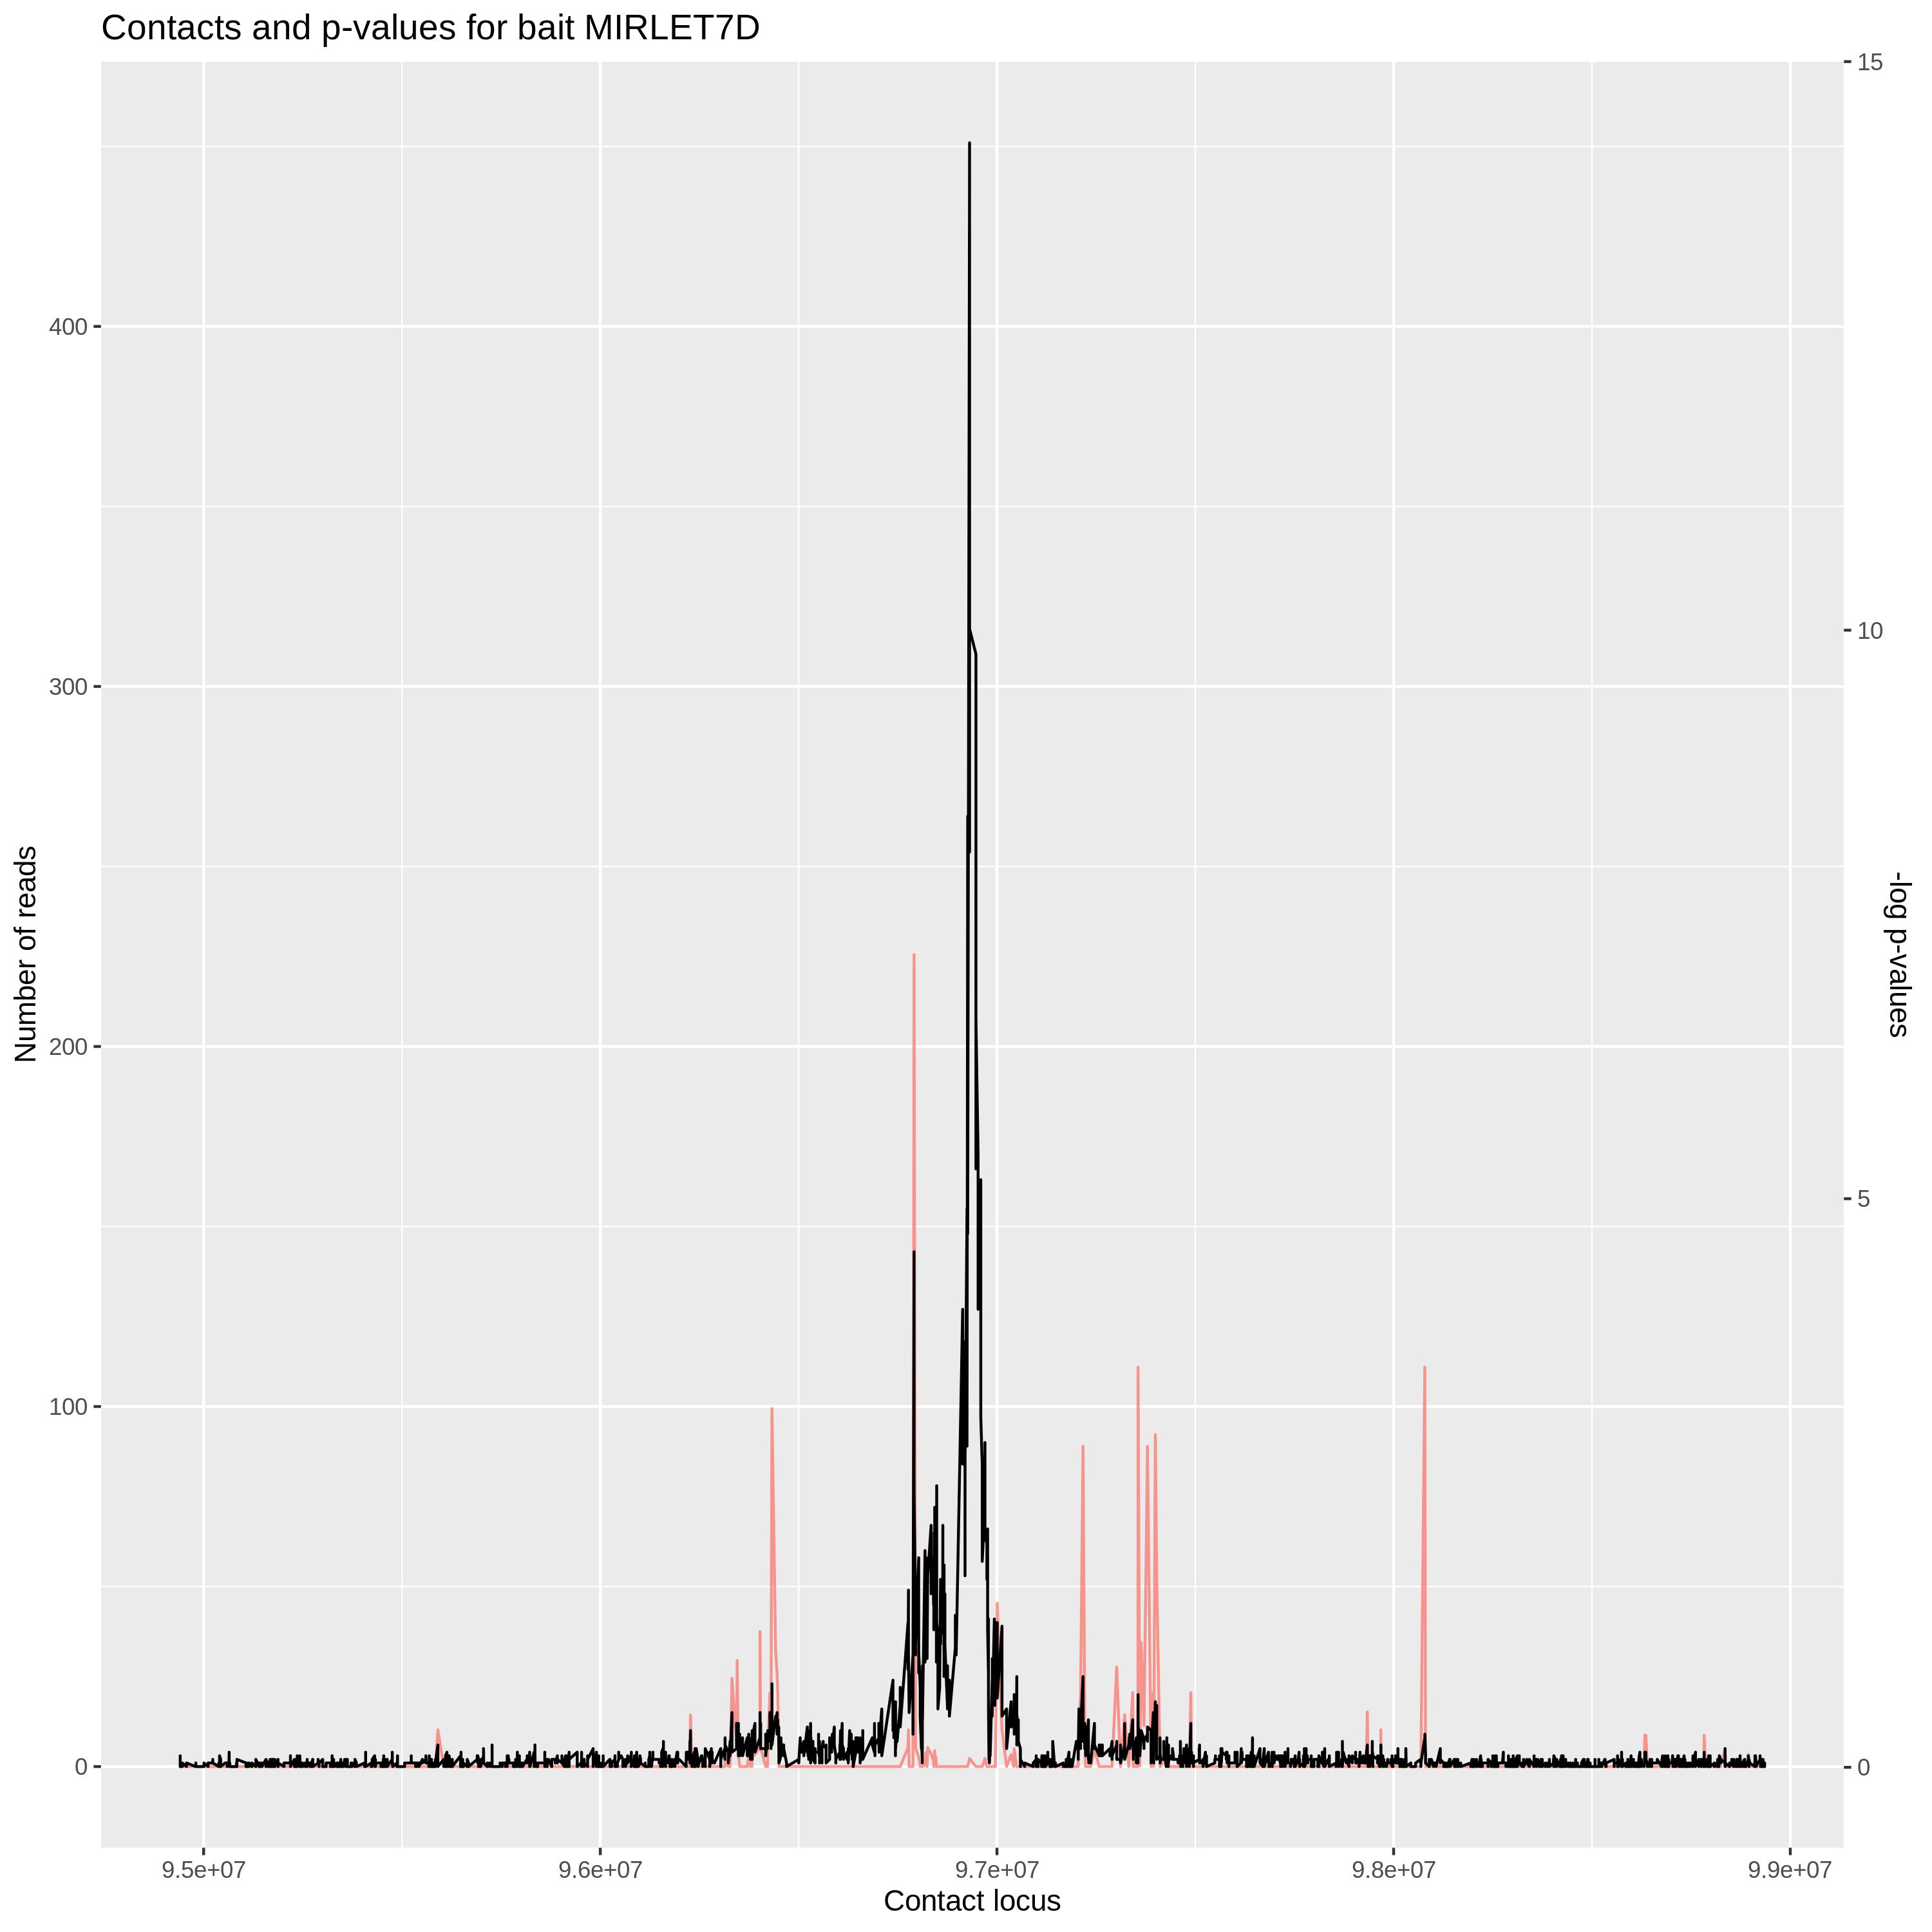 Contacts and p-values for bait MIRLET7D
15
10
5
0
-log p-values
400
300
200
100
0
Number of reads
9.5e+07 9.6e+07 9.7e+07 9.8e+07 9.9e+07
Contact locus